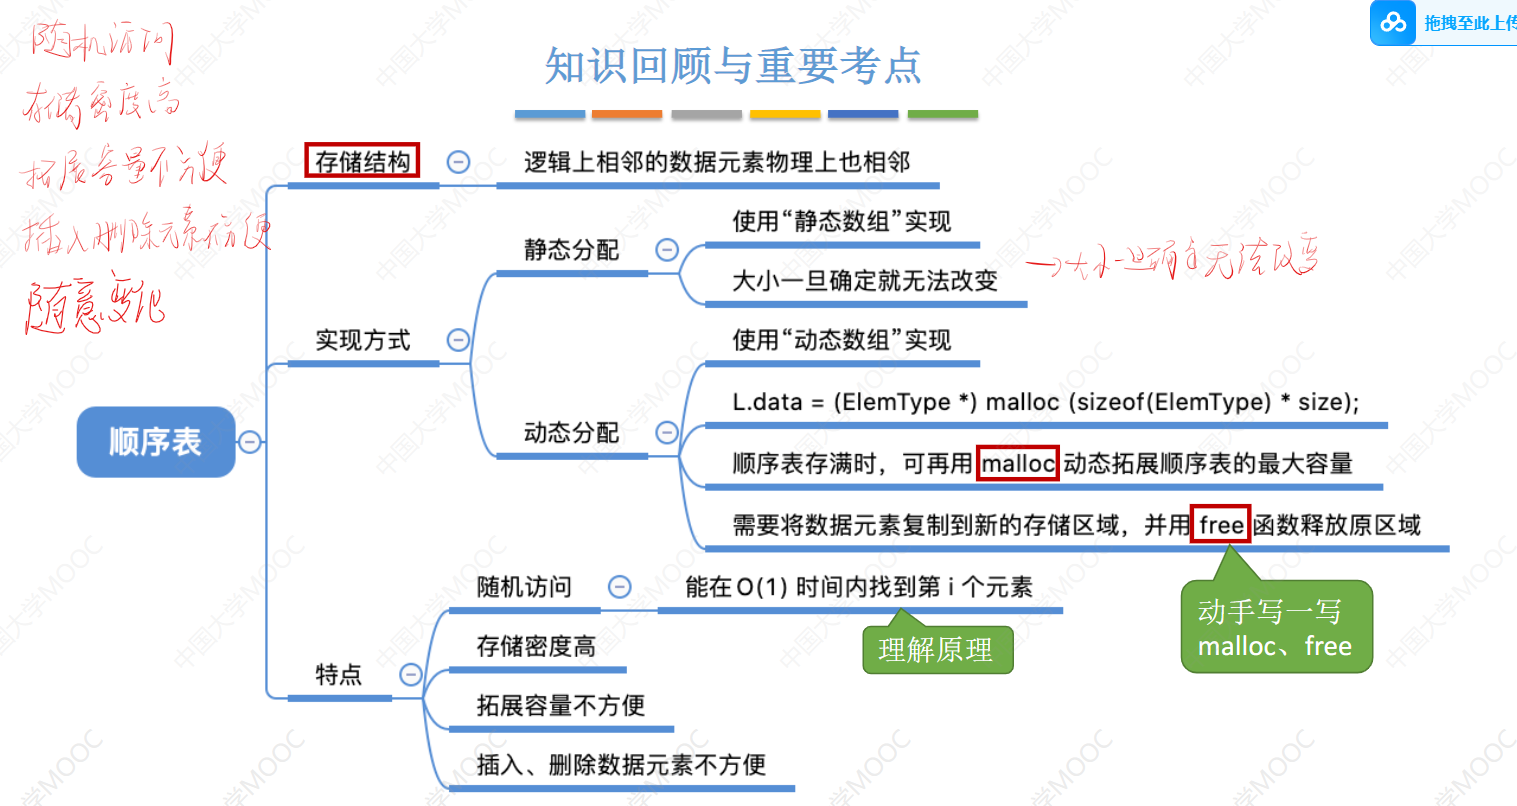 拖拽至此上传
知识回顾与重要考点
随机访问
存储密度高
拓展容量不方便
插入删除元素不方便
随意变化
存储结构
逻辑上相邻的数据元素物理上也相邻
静态分配
使用“静态数组”实现
大小一旦确定就无法改变
→大小一旦确定无法改变
实现方式
使用“动态数组”实现
L.data = (ElemType *) malloc (sizeof(ElemType) * size);
动态分配
顺序表存满时，可再用 malloc 动态拓展顺序表的最大容量
需要将数据元素复制到新的存储区域，并用 free 函数释放原区域
动手写一写
malloc、free
顺序表
随机访问
能在 O(1) 时间内找到第 i 个元素
理解原理
存储密度高
特点
拓展容量不方便
插入、删除数据元素不方便
中国大学MOOC